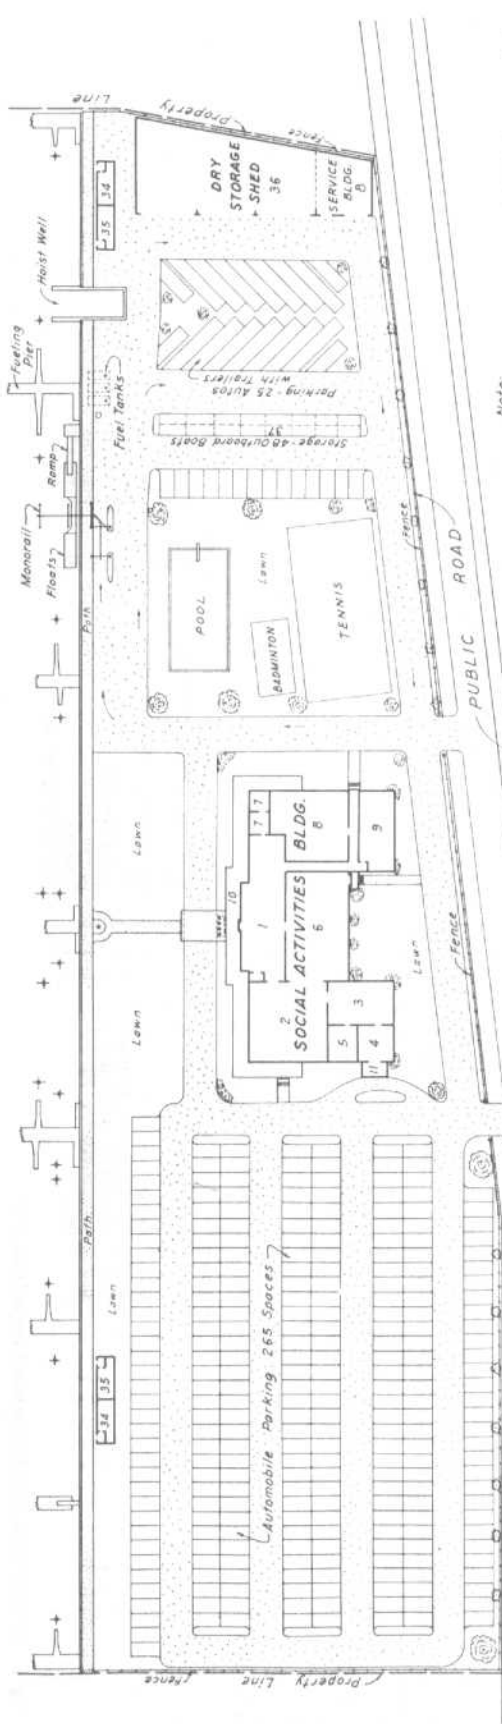 Property
Line
Fence
DRY
STORAGE
SHED
36
SERVICE
BLDG.
B
34
35
Hoist Well
Fueling
Pier
Fuel Tanks
Ramp
Monorail
Floats
Parking - 25 Autos
with Trailers
37
Storage - 48 Outboard Boats
POOL
Lawn
BADMINTON
TENNIS
Fence
PUBLIC ROAD
Note:
Path
Lawn
Lawn
10
7
7
1
BLDG.
8
9
SOCIAL ACTIVITIES
2
6
3
5
4
11
Lawn
Fence
Path
Lawn
34
35
Automobile Parking 265 Spaces
Fence
Property
Line